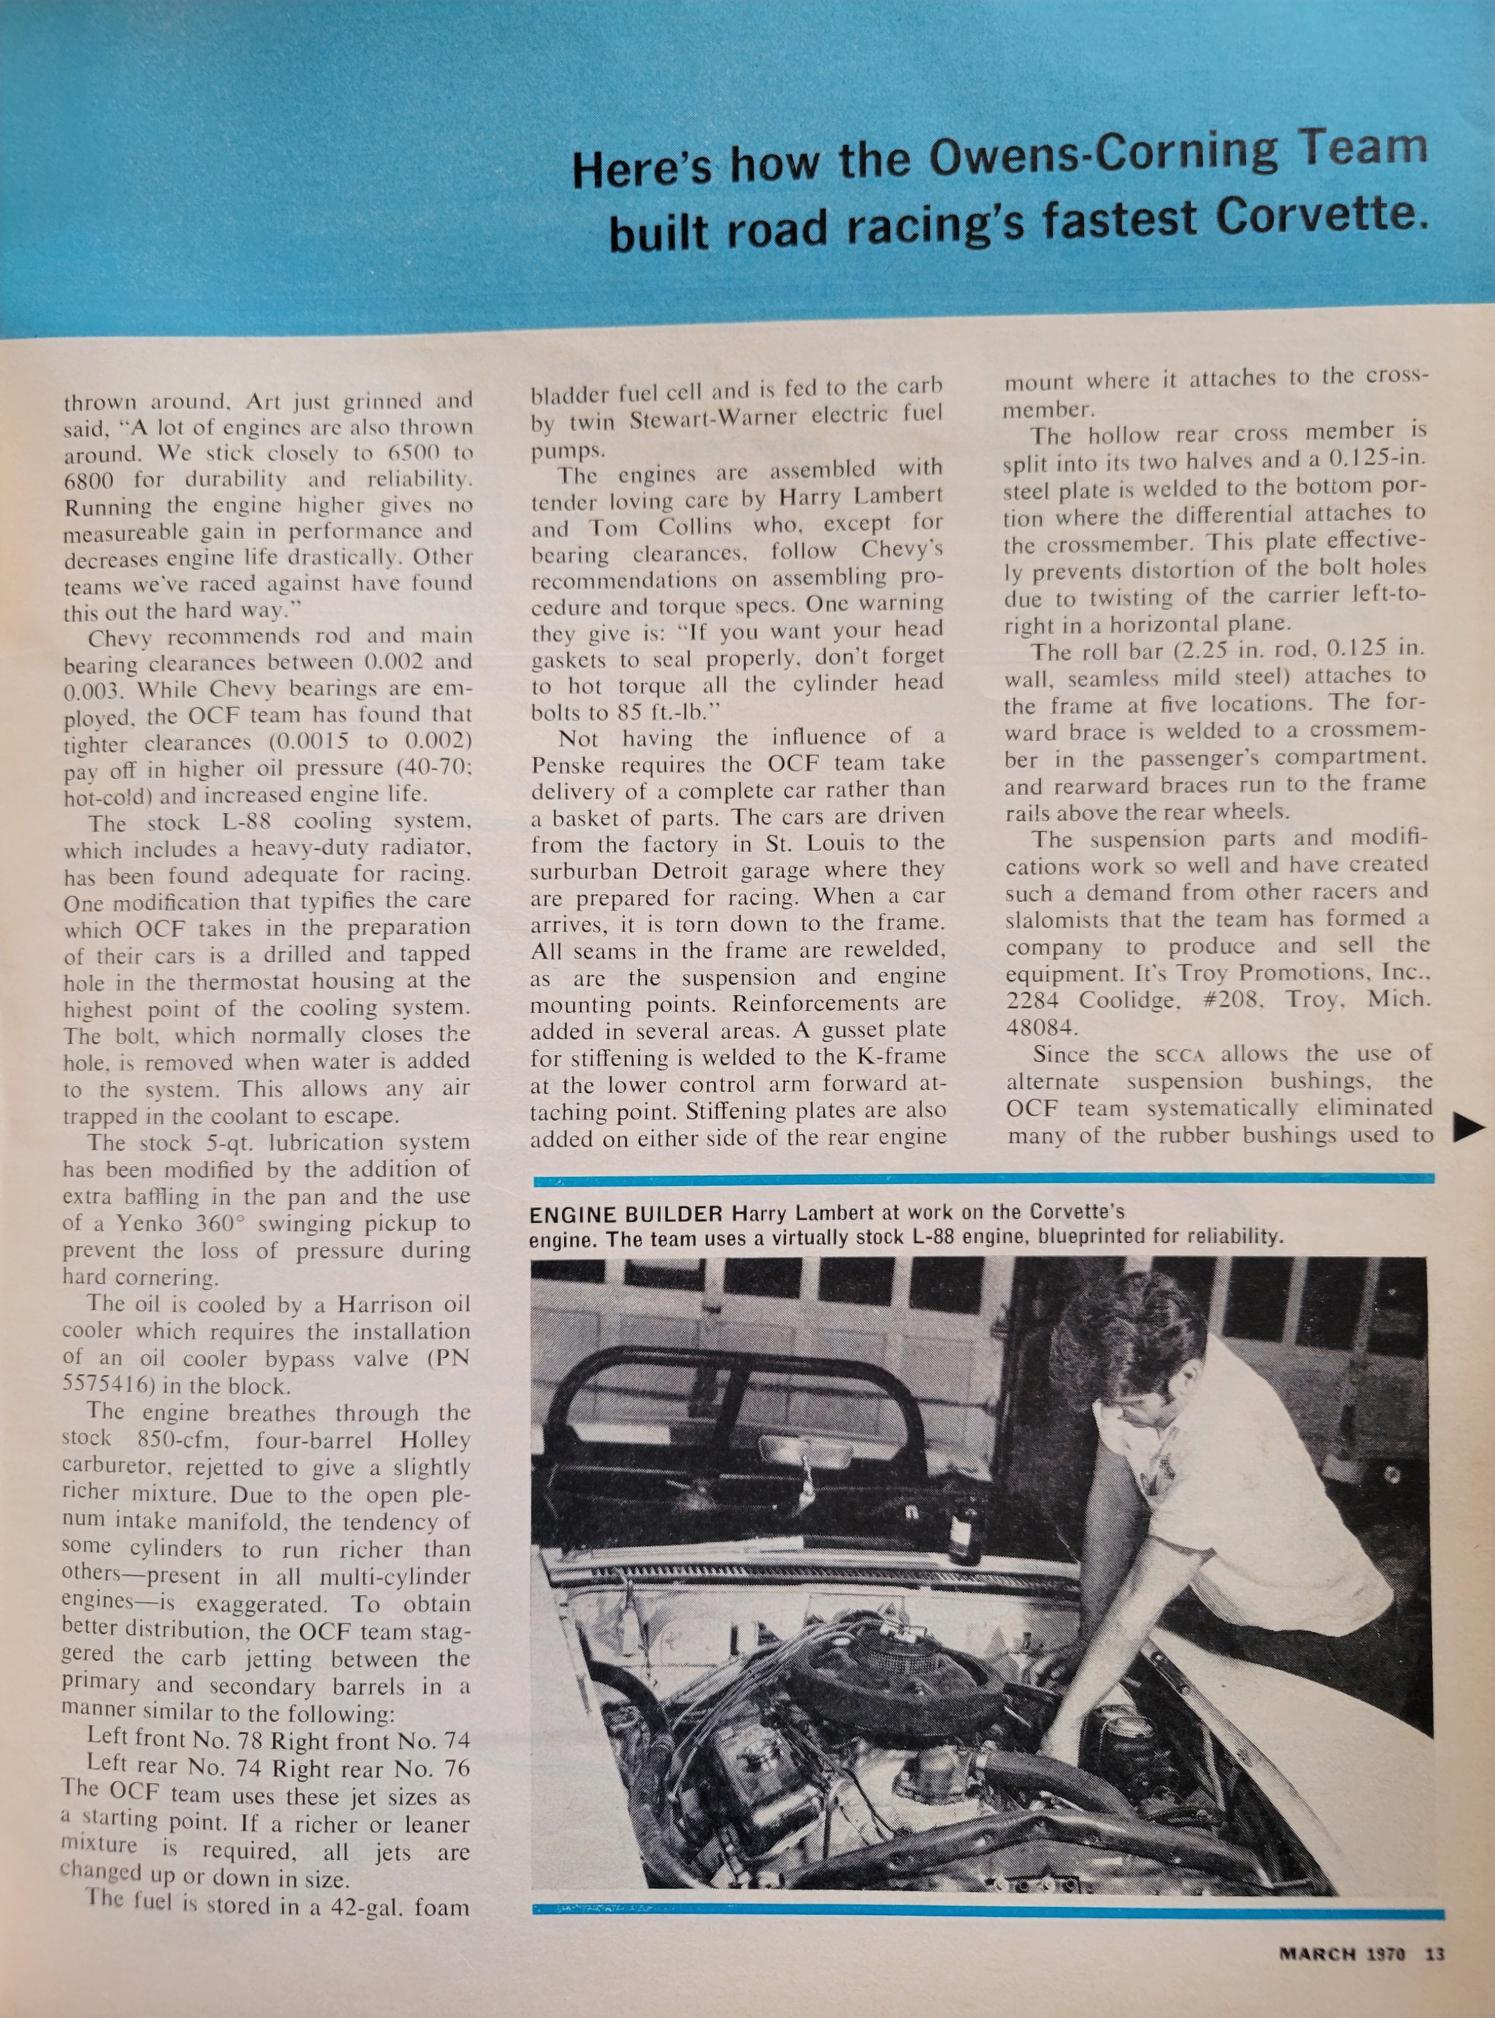 Here's how the Owens-Corning Team
built road racing's fastest Corvette.
thrown around, Art just grinned and
said, “A lot of engines are also thrown
around. We stick closely to 6500 to
6800 for durability and reliability.
Running the engine higher gives no
measureable gain in performance and
decreases engine life drastically. Other
teams we've raced against have found
this out the hard way.”
Chevy recommends rod and main
bearing clearances between 0.002 and
0.003. While Chevy bearings are em-
ployed, the OCF team has found that
tighter clearances (0.0015 to 0.002)
pay off in higher oil pressure (40-70;
hot-cold) and increased engine life.
The stock L-88 cooling system,
which includes a heavy-duty radiator,
has been found adequate for racing.
One modification that typifies the care
which OCF takes in the preparation
of their cars is a drilled and tapped
hole in the thermostat housing at the
highest point of the cooling system.
The bolt, which normally closes the
hole, is removed when water is added
to the system. This allows any air
trapped in the coolant to escape.
The stock 5-qt. lubrication system
has been modified by the addition of
extra baffling in the pan and the use
of a Yenko 360° swinging pickup to
prevent the loss of pressure during
hard cornering.
The oil is cooled by a Harrison oil
cooler which requires the installation
of an oil cooler bypass valve (PN
5575416) in the block.
The engine breathes through the
stock 850-cfm, four-barrel Holley
carburetor, rejetted to give a slightly
richer mixture. Due to the open ple-
num intake manifold, the tendency of
some cylinders to run richer than
others—present in all multi-cylinder
engines—is exaggerated. To obtain
better distribution, the OCF team stag-
gered the carb jetting between the
primary and secondary barrels in a
manner similar to the following:
Left front No. 78 Right front No. 74
Left rear No. 74 Right rear No. 76
The OCF team uses these jet sizes as
a starting point. If a richer or leaner
mixture is required, all jets are
changed up or down in size.
The fuel is stored in a 42-gal. foam
bladder fuel cell and is fed to the carb
by twin Stewart-Warner electric fuel
pumps.
The engines are assembled with
tender loving care by Harry Lambert
and Tom Collins who, except for
bearing clearances, follow Chevy's
recommendations on assembling pro-
cedure and torque specs. One warning
they give is: “If you want your head
gaskets to seal properly, don't forget
to hot torque all the cylinder head
bolts to 85 ft.-lb.”
Not having the influence of a
Penske requires the OCF team take
delivery of a complete car rather than
a basket of parts. The cars are driven
from the factory in St. Louis to the
surburban Detroit garage where they
are prepared for racing. When a car
arrives, it is torn down to the frame.
All seams in the frame are rewelded,
as are the suspension and engine
mounting points. Reinforcements are
added in several areas. A gusset plate
for stiffening is welded to the K-frame
at the lower control arm forward at-
taching point. Stiffening plates are also
added on either side of the rear engine
mount where it attaches to the cross-
member.
The hollow rear cross member is
split into its two halves and a 0.125-in.
steel plate is welded to the bottom por-
tion where the differential attaches to
the crossmember. This plate effective-
ly prevents distortion of the bolt holes
due to twisting of the carrier left-to-
right in a horizontal plane.
The roll bar (2.25 in. rod, 0.125 in.
wall, seamless mild steel) attaches to
the frame at five locations. The for-
ward brace is welded to a crossmem-
ber in the passenger's compartment,
and rearward braces run to the frame
rails above the rear wheels.
The suspension parts and modifi-
cations work so well and have created
such a demand from other racers and
slalomists that the team has formed a
company to produce and sell the
equipment. It's Troy Promotions, Inc.,
2284 Coolidge, #208, Troy, Mich.
48084.
Since the SCCA allows the use of
alternate suspension bushings, the
OCF team systematically eliminated
many of the rubber bushings used to
ENGINE BUILDER Harry Lambert at work on the Corvette's
engine. The team uses a virtually stock L-88 engine, blueprinted for reliability.
MARCH 1970 13